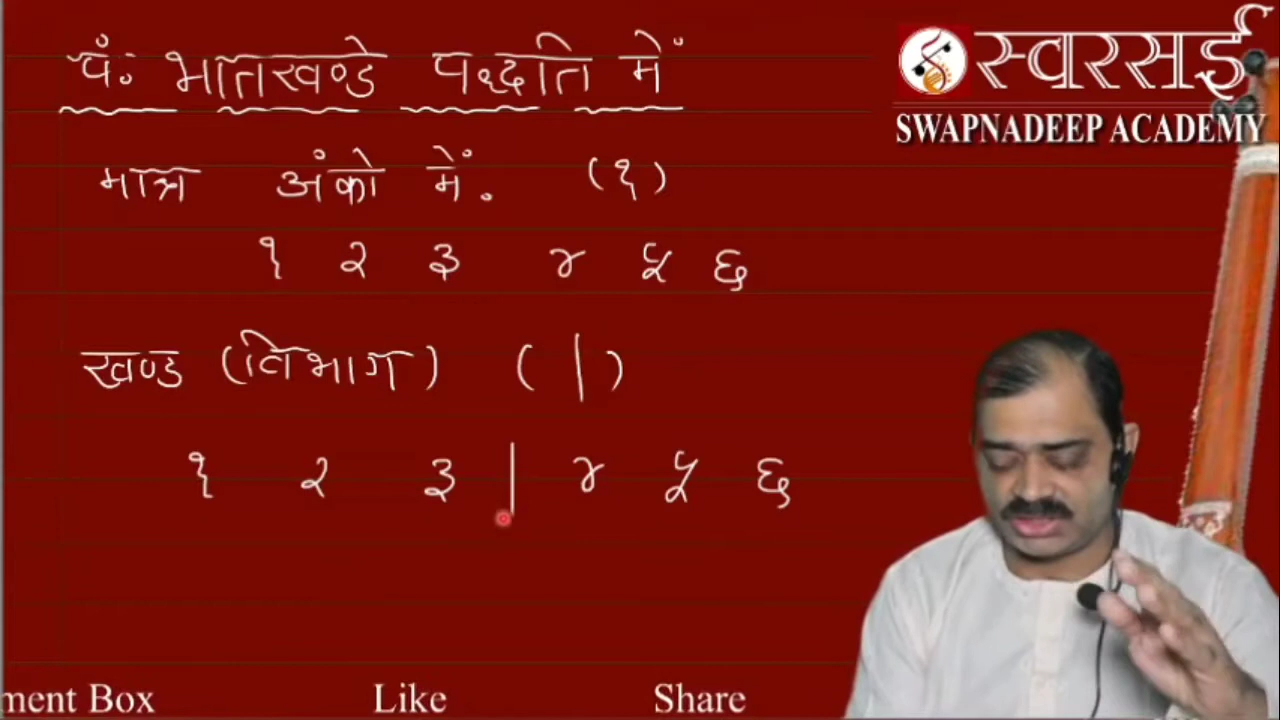 पं. भातखण्डे पद्धति में
स्वरसाई
SWAPNADEEP ACADEMY
मात्रा अंको में. (१)
१ २ ३ ४ ५ ६
खण्ड (विभाग) ( | )
१ २ ३ | ४ ५ ६
ment Box Like Share